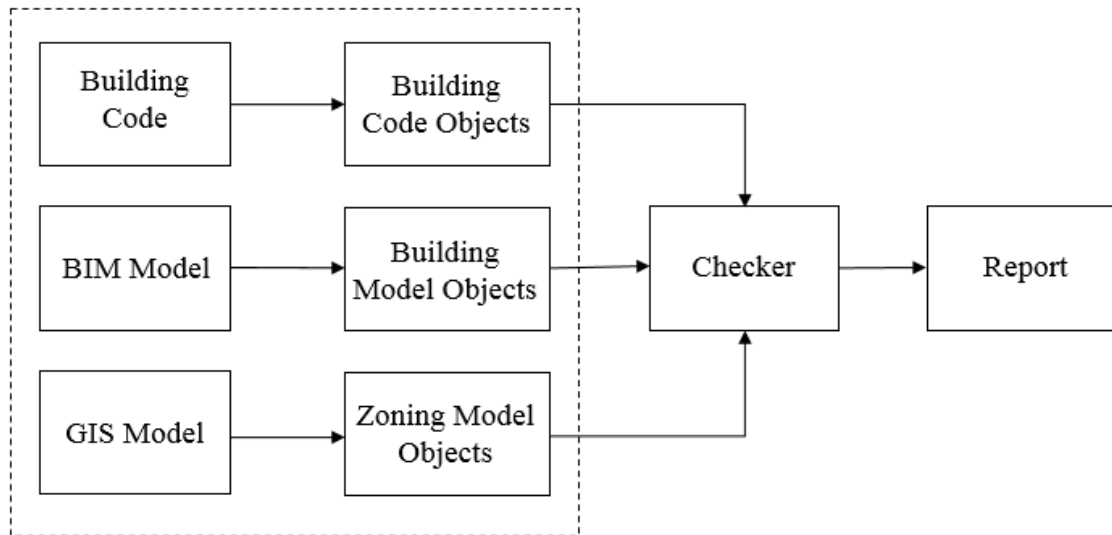 Building
Code
Building
Code Objects
BIM Model
Building
Model Objects
Checker
Report
GIS Model
Zoning Model
Objects